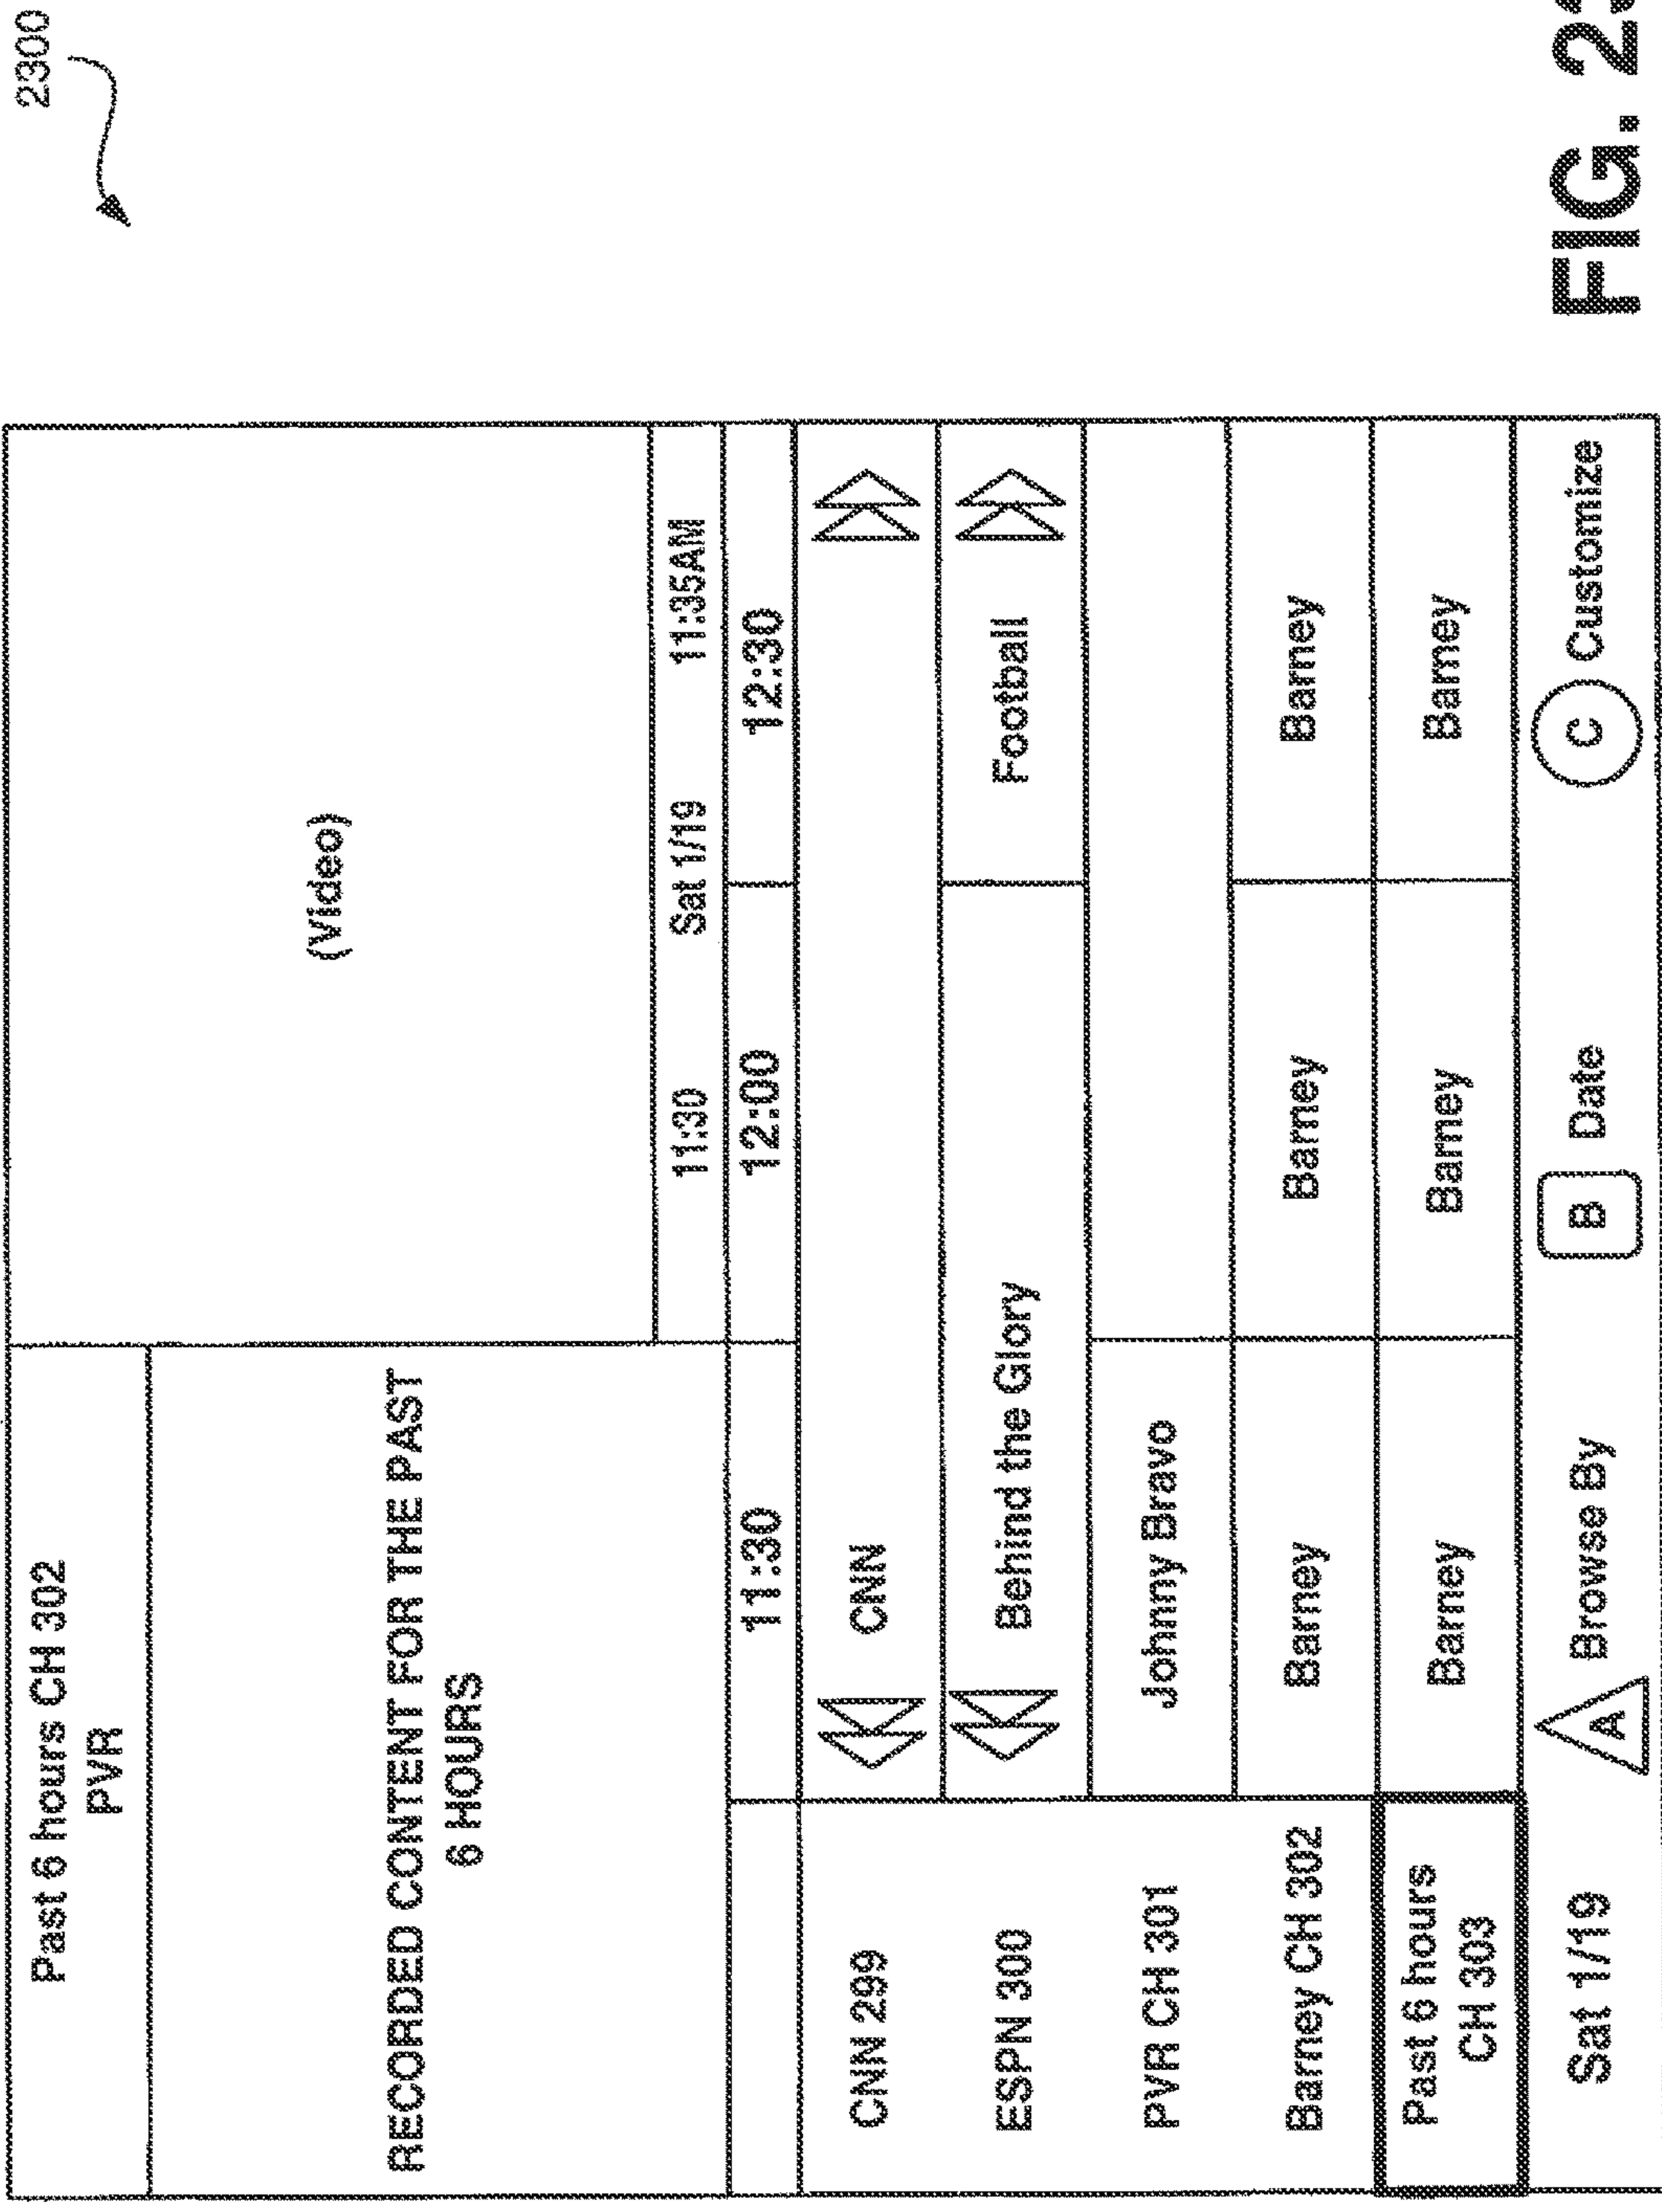 2300
Past 6 hours CH 302
PVR
RECORDED CONTENT FOR THE PAST
6 HOURS
(Video)
11:30 Sat 1/19 11:35AM
11:30 12:00 12:30
CNN 299 CNN
ESPN 300 Behind the Glory Football
PVR CH 301 Johnny Bravo
Barney CH 302 Barney Barney Barney
Past 6 hours
CH 303 Barney Barney Barney
Sat 1/19 A Browse By B Date C Customize
FIG. 2